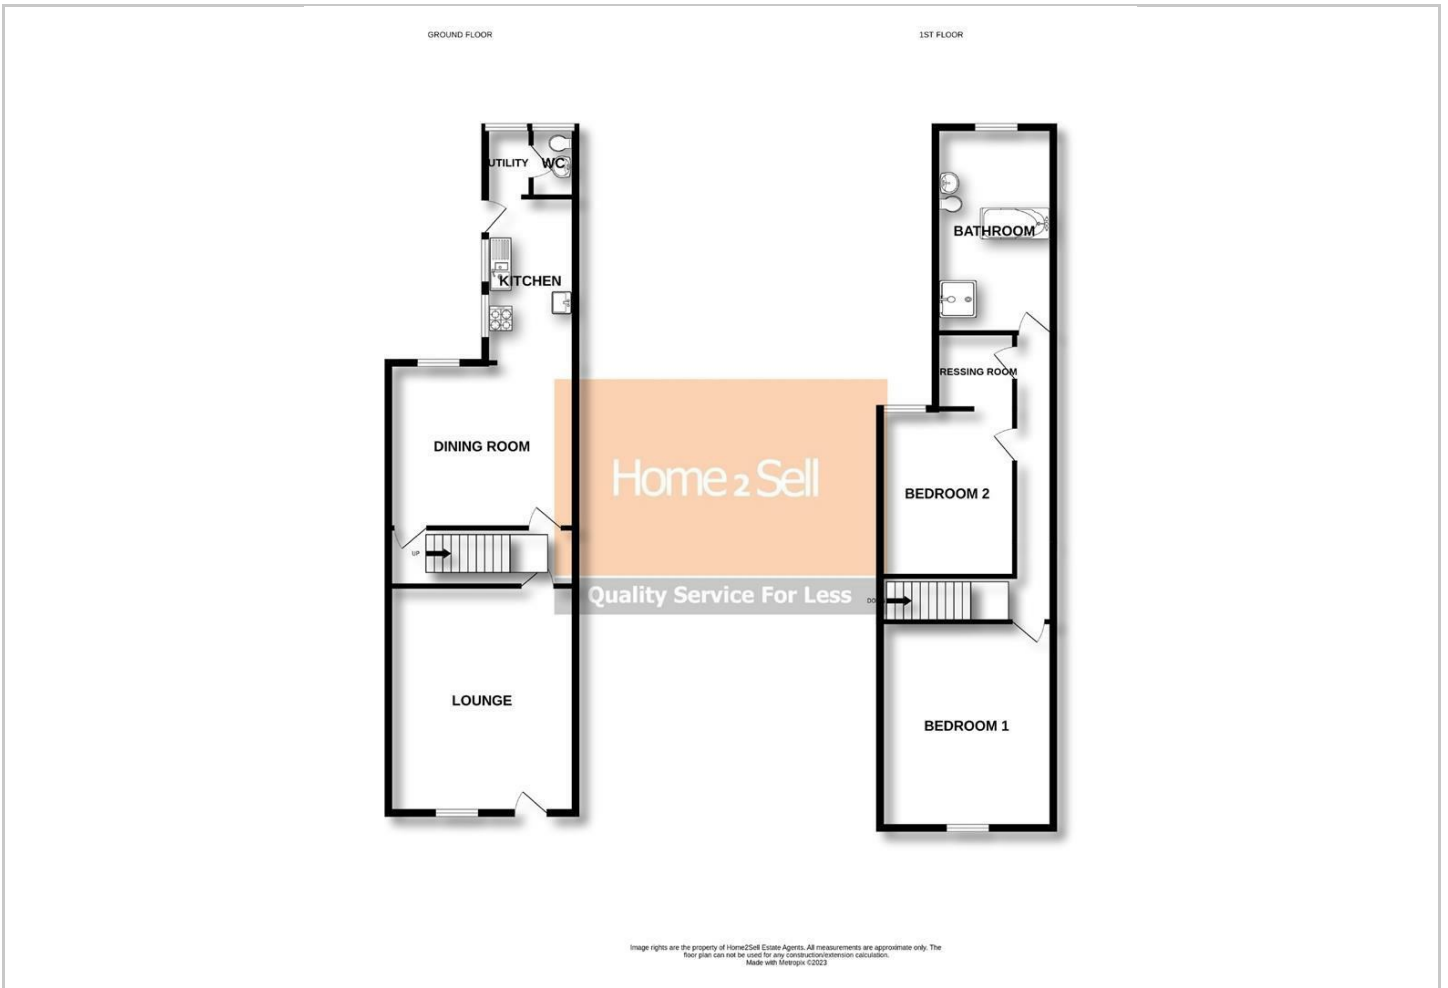 GROUND FLOOR
1ST FLOOR
UTILITY WC
KITCHEN
DINING ROOM
UP
LOUNGE
BATHROOM
RESSING ROOM
BEDROOM 2
BEDROOM 1
Home2Sell
Quality Service For Less
Image rights are the property of Home2Sell Estate Agents. All measurements are approximate only. The
floor plan can not be used for any construction/extension calculation.
Made with Metropix ©2023